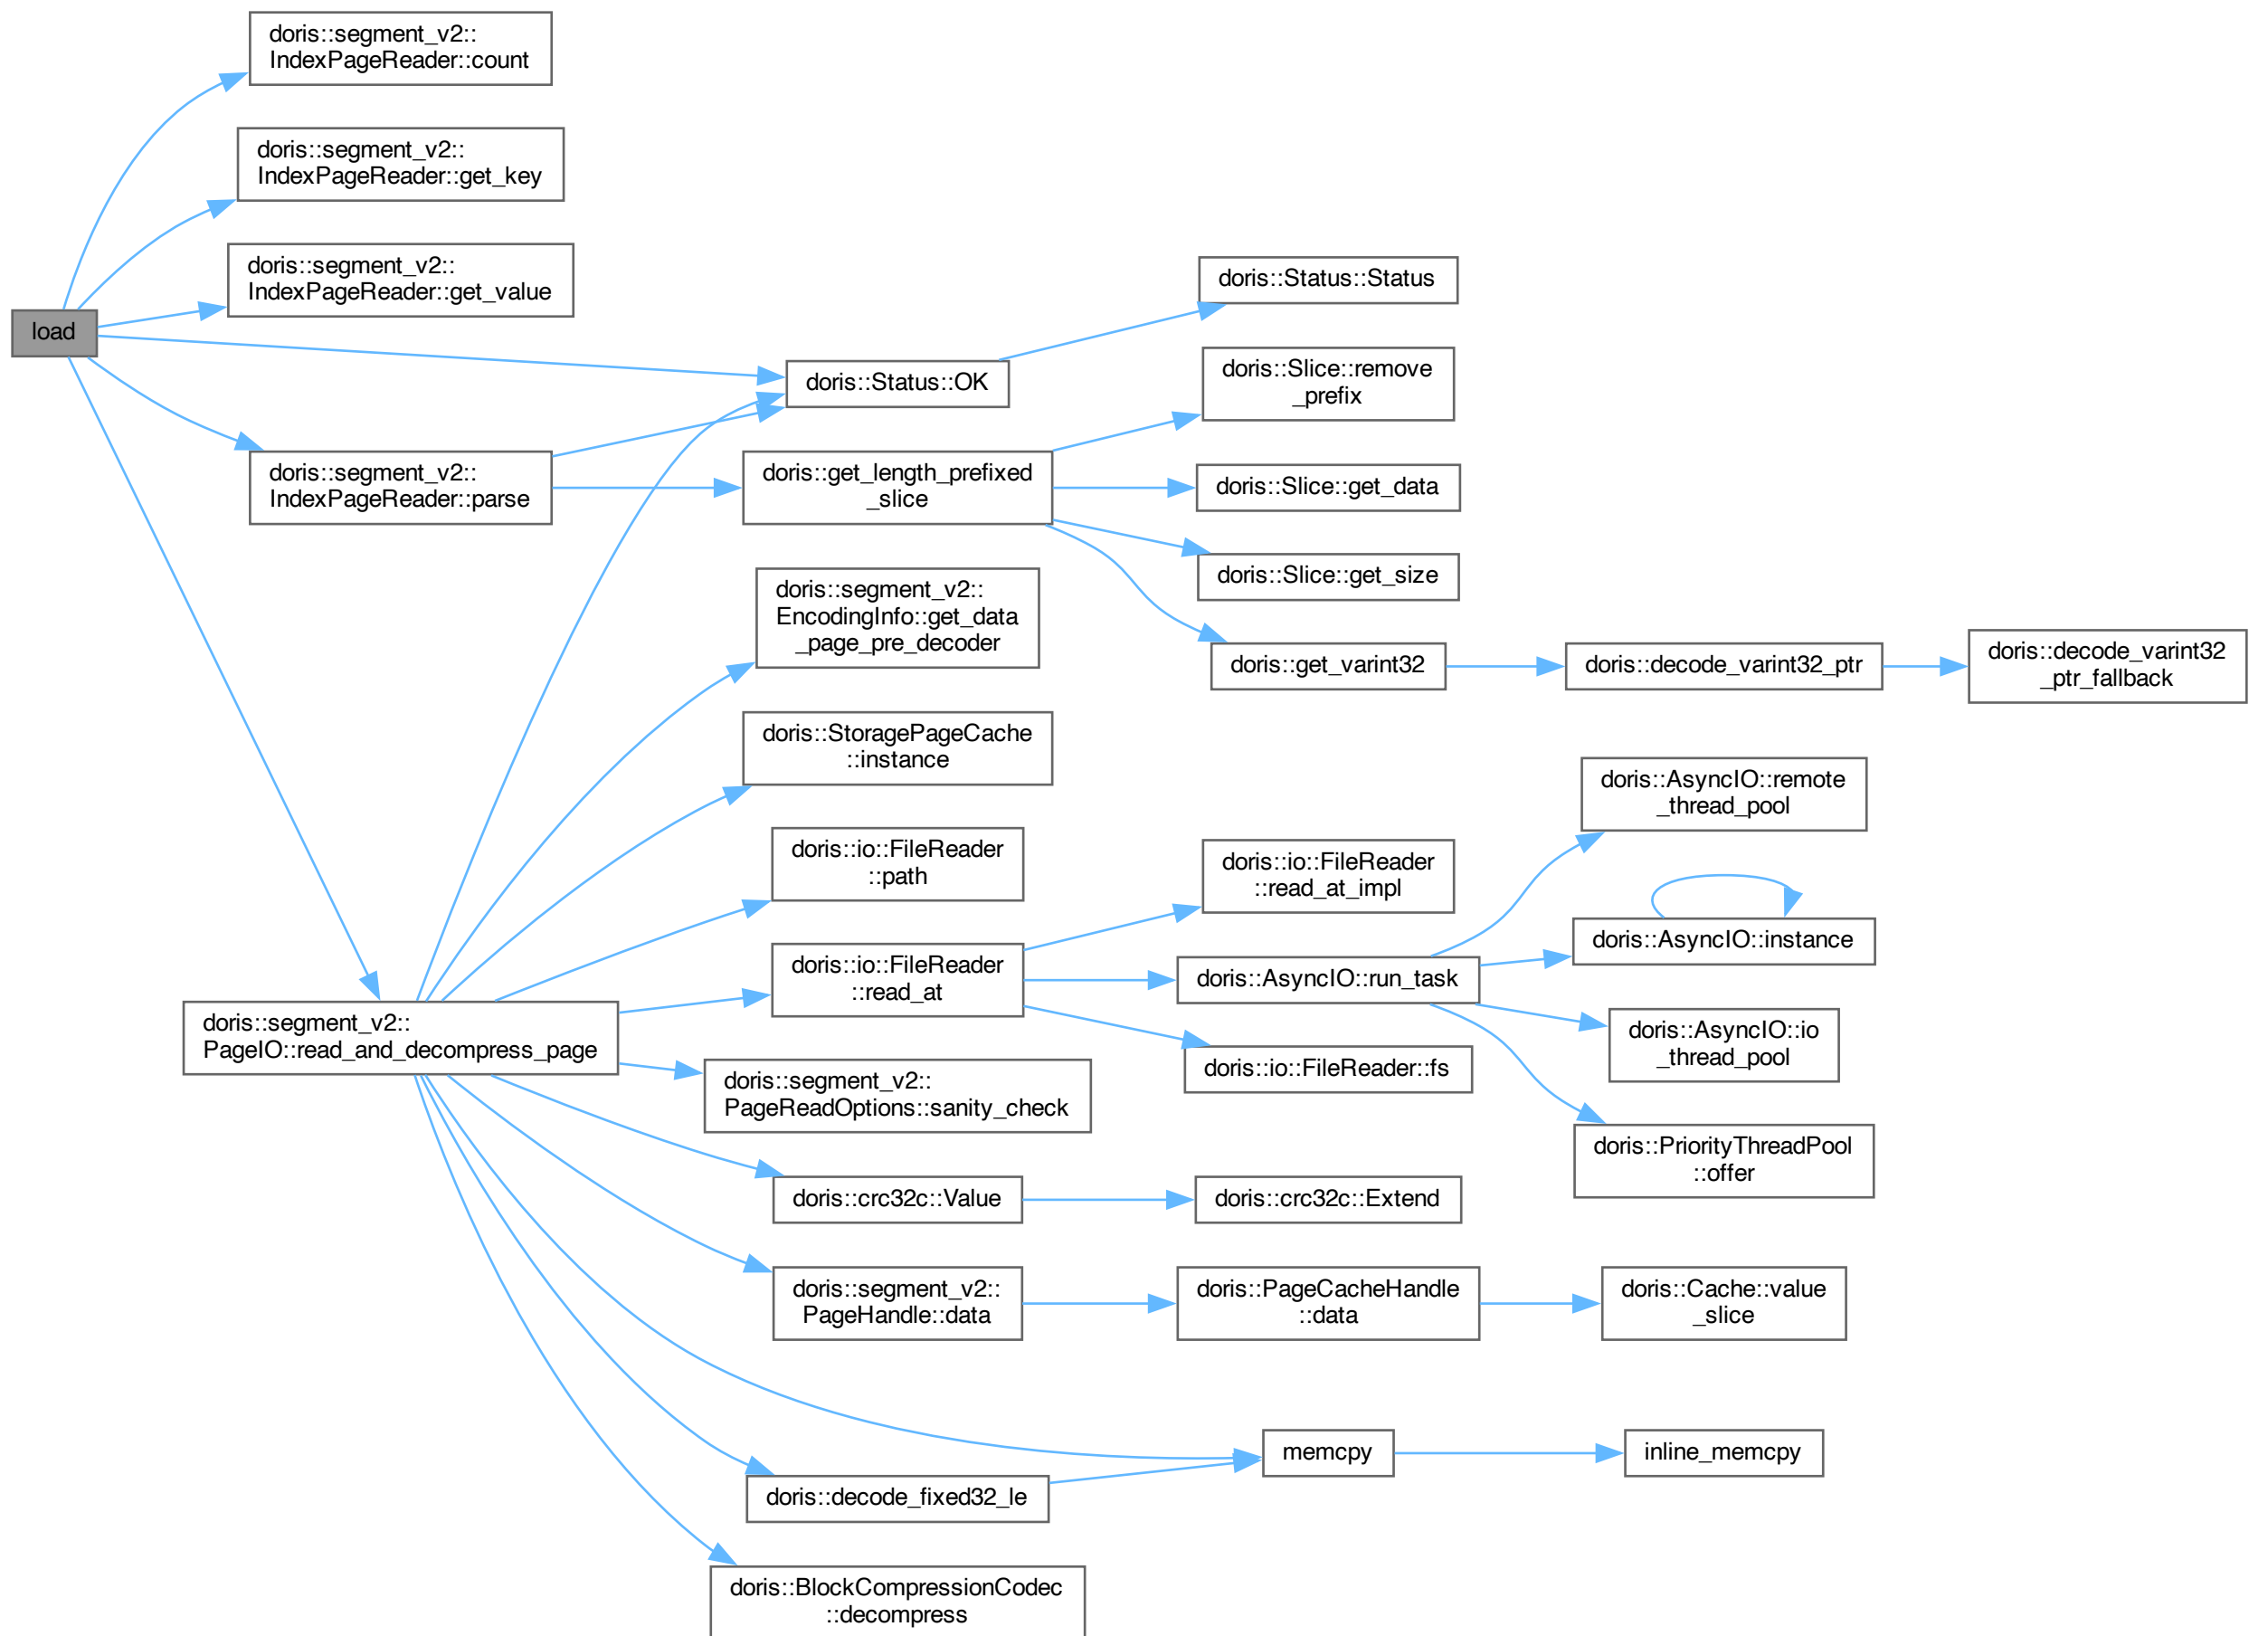 doris::segment_v2::
IndexPageReader::count
doris::segment_v2::
IndexPageReader::get_key
doris::segment_v2::
IndexPageReader::get_value
load
doris::segment_v2::
IndexPageReader::parse
doris::segment_v2::
PageIO::read_and_decompress_page
doris::Status::OK
doris::get_length_prefixed
_slice
doris::segment_v2::
EncodingInfo::get_data
_page_pre_decoder
doris::StoragePageCache
::instance
doris::io::FileReader
::path
doris::io::FileReader
::read_at
doris::segment_v2::
PageReadOptions::sanity_check
doris::crc32c::Value
doris::segment_v2::
PageHandle::data
doris::decode_fixed32_le
doris::BlockCompressionCodec
::decompress
doris::Status::Status
doris::Slice::remove
_prefix
doris::Slice::get_data
doris::Slice::get_size
doris::get_varint32
doris::io::FileReader
::read_at_impl
doris::AsyncIO::run_task
doris::io::FileReader::fs
doris::crc32c::Extend
doris::PageCacheHandle
::data
memcpy
doris::decode_varint32_ptr
doris::AsyncIO::remote
_thread_pool
doris::AsyncIO::instance
doris::AsyncIO::io
_thread_pool
doris::PriorityThreadPool
::offer
doris::Cache::value
_slice
inline_memcpy
doris::decode_varint32
_ptr_fallback